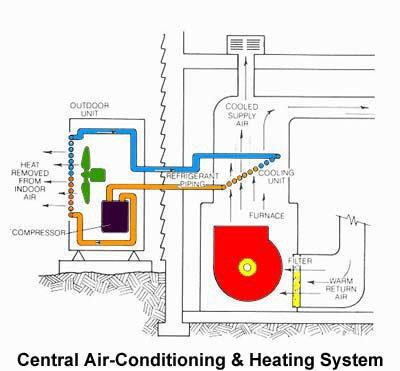 OUTDOOR
UNIT
COOLED
SUPPLY
AIR
HEAT
REMOVED
FROM
INDOOR
AIR
REFRIGERANT
PIPING
COOLING
UNIT
FURNACE
COMPRESSOR
FILTER
WARM
RETURN
AIR
Central Air-Conditioning & Heating System